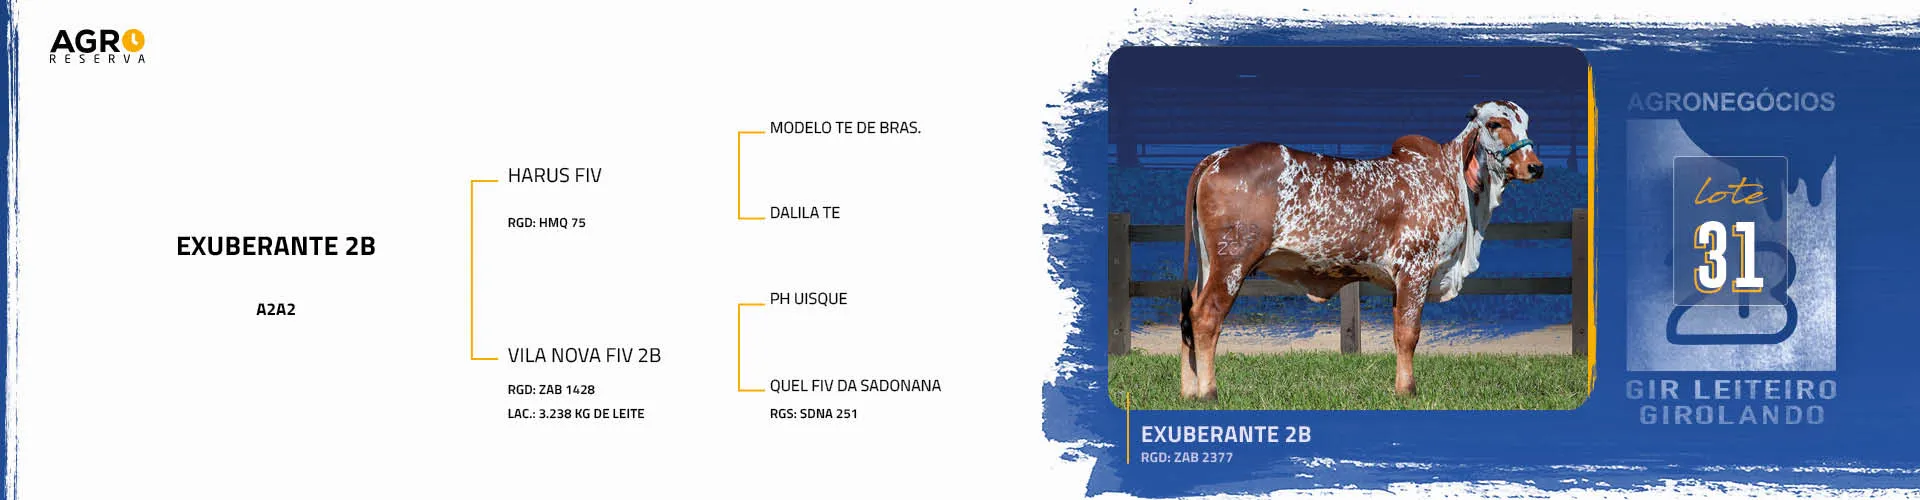 AGRO
RESERVA
EXUBERANTE 2B
A2A2
HARUS FIV
RGD: HMQ 75
VILA NOVA FIV 2B
RGD: ZAB 1428
LAC.: 3.238 KG DE LEITE
MODELO TE DE BRAS.
DALILA TE
PH UISQUE
QUEL FIV DA SADONANA
RGS: SDNA 251
EXUBERANTE 2B
RGD: ZAB 2377
AGRONEGÓCIOS
lote
31
2B
GIR LEITEIRO
GIROLANDO